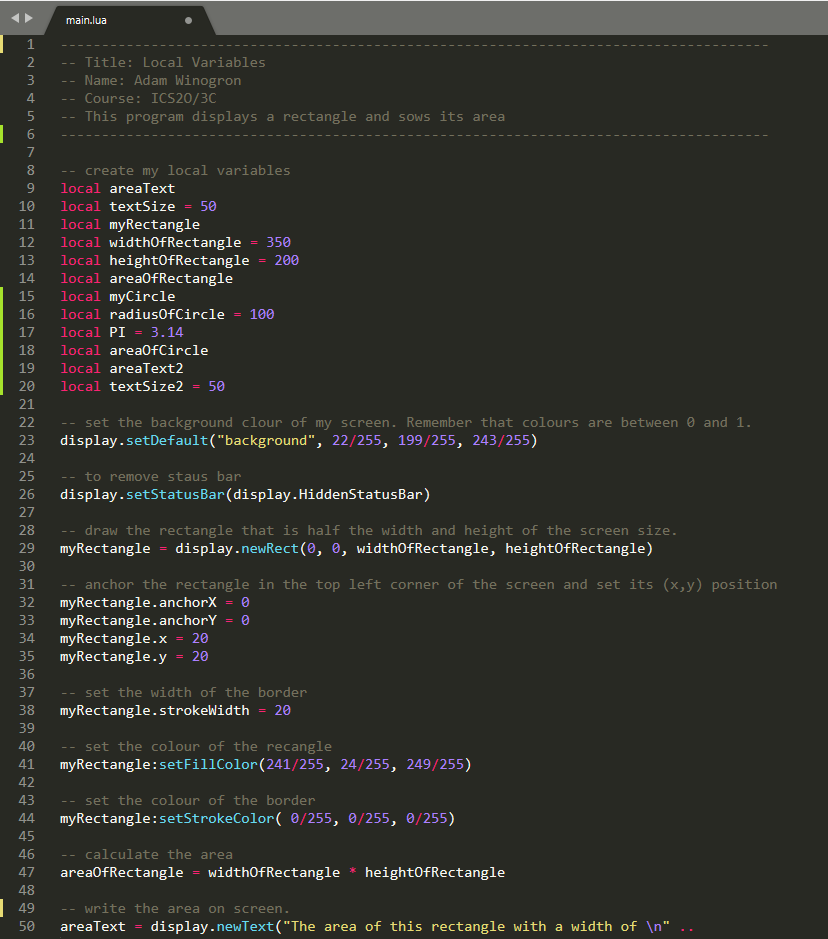 main.lua
1 --------------------------------------------------------------------------------------
2 -- Title: Local Variables
3 -- Name: Adam Winogron
4 -- Course: ICS2O/3C
5 -- This program displays a rectangle and sows its area
6 --------------------------------------------------------------------------------------
7
8 -- create my local variables
9 local areaText
10 local textSize = 50
11 local myRectangle
12 local widthOfRectangle = 350
13 local heightOfRectangle = 200
14 local areaOfRectangle
15 local myCircle
16 local radiusOfCircle = 100
17 local PI = 3.14
18 local areaOfCircle
19 local areaText2
20 local textSize2 = 50
21
22 -- set the background clour of my screen. Remember that colours are between 0 and 1.
23 display.setDefault("background", 22/255, 199/255, 243/255)
24
25 -- to remove staus bar
26 display.setStatusBar(display.HiddenStatusBar)
27
28 -- draw the rectangle that is half the width and height of the screen size.
29 myRectangle = display.newRect(0, 0, widthOfRectangle, heightOfRectangle)
30
31 -- anchor the rectangle in the top left corner of the screen and set its (x,y) position
32 myRectangle.anchorX = 0
33 myRectangle.anchorY = 0
34 myRectangle.x = 20
35 myRectangle.y = 20
36
37 -- set the width of the border
38 myRectangle.strokeWidth = 20
39
40 -- set the colour of the recangle
41 myRectangle:setFillColor(241/255, 24/255, 249/255)
42
43 -- set the colour of the border
44 myRectangle:setStrokeColor( 0/255, 0/255, 0/255)
45
46 -- calculate the area
47 areaOfRectangle = widthOfRectangle * heightOfRectangle
48
49 -- write the area on screen.
50 areaText = display.newText("The area of this rectangle with a width of \n" ..